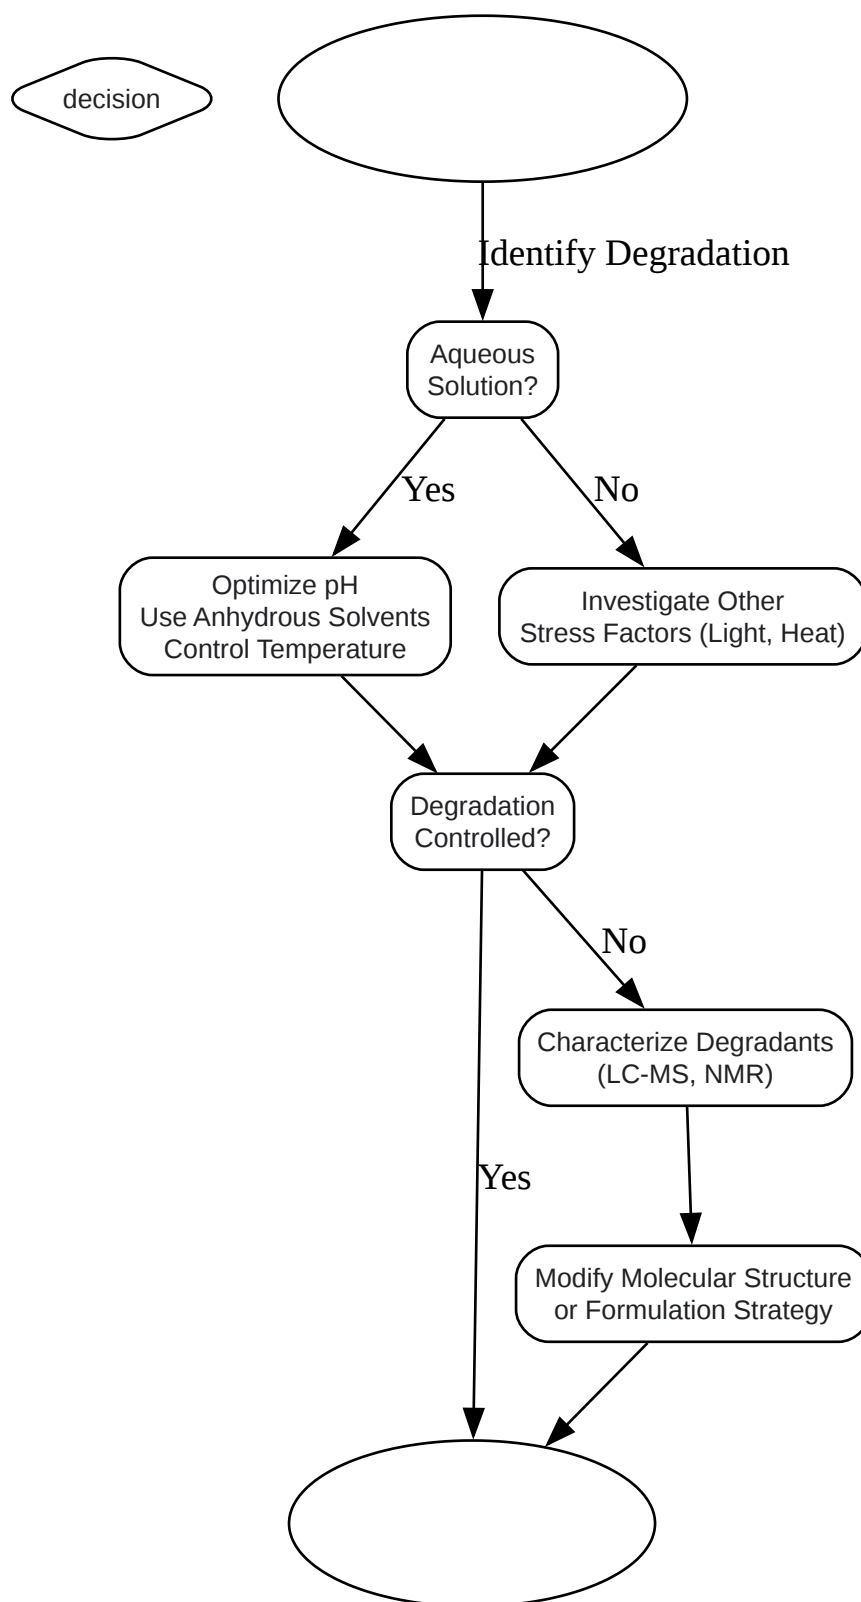 decision
Identify Degradation
Aqueous
Solution?
Yes
No
Optimize pH
Use Anhydrous Solvents
Control Temperature
Investigate Other
Stress Factors (Light, Heat)
Degradation
Controlled?
No
Characterize Degradants
(LC-MS, NMR)
Yes
Modify Molecular Structure
or Formulation Strategy